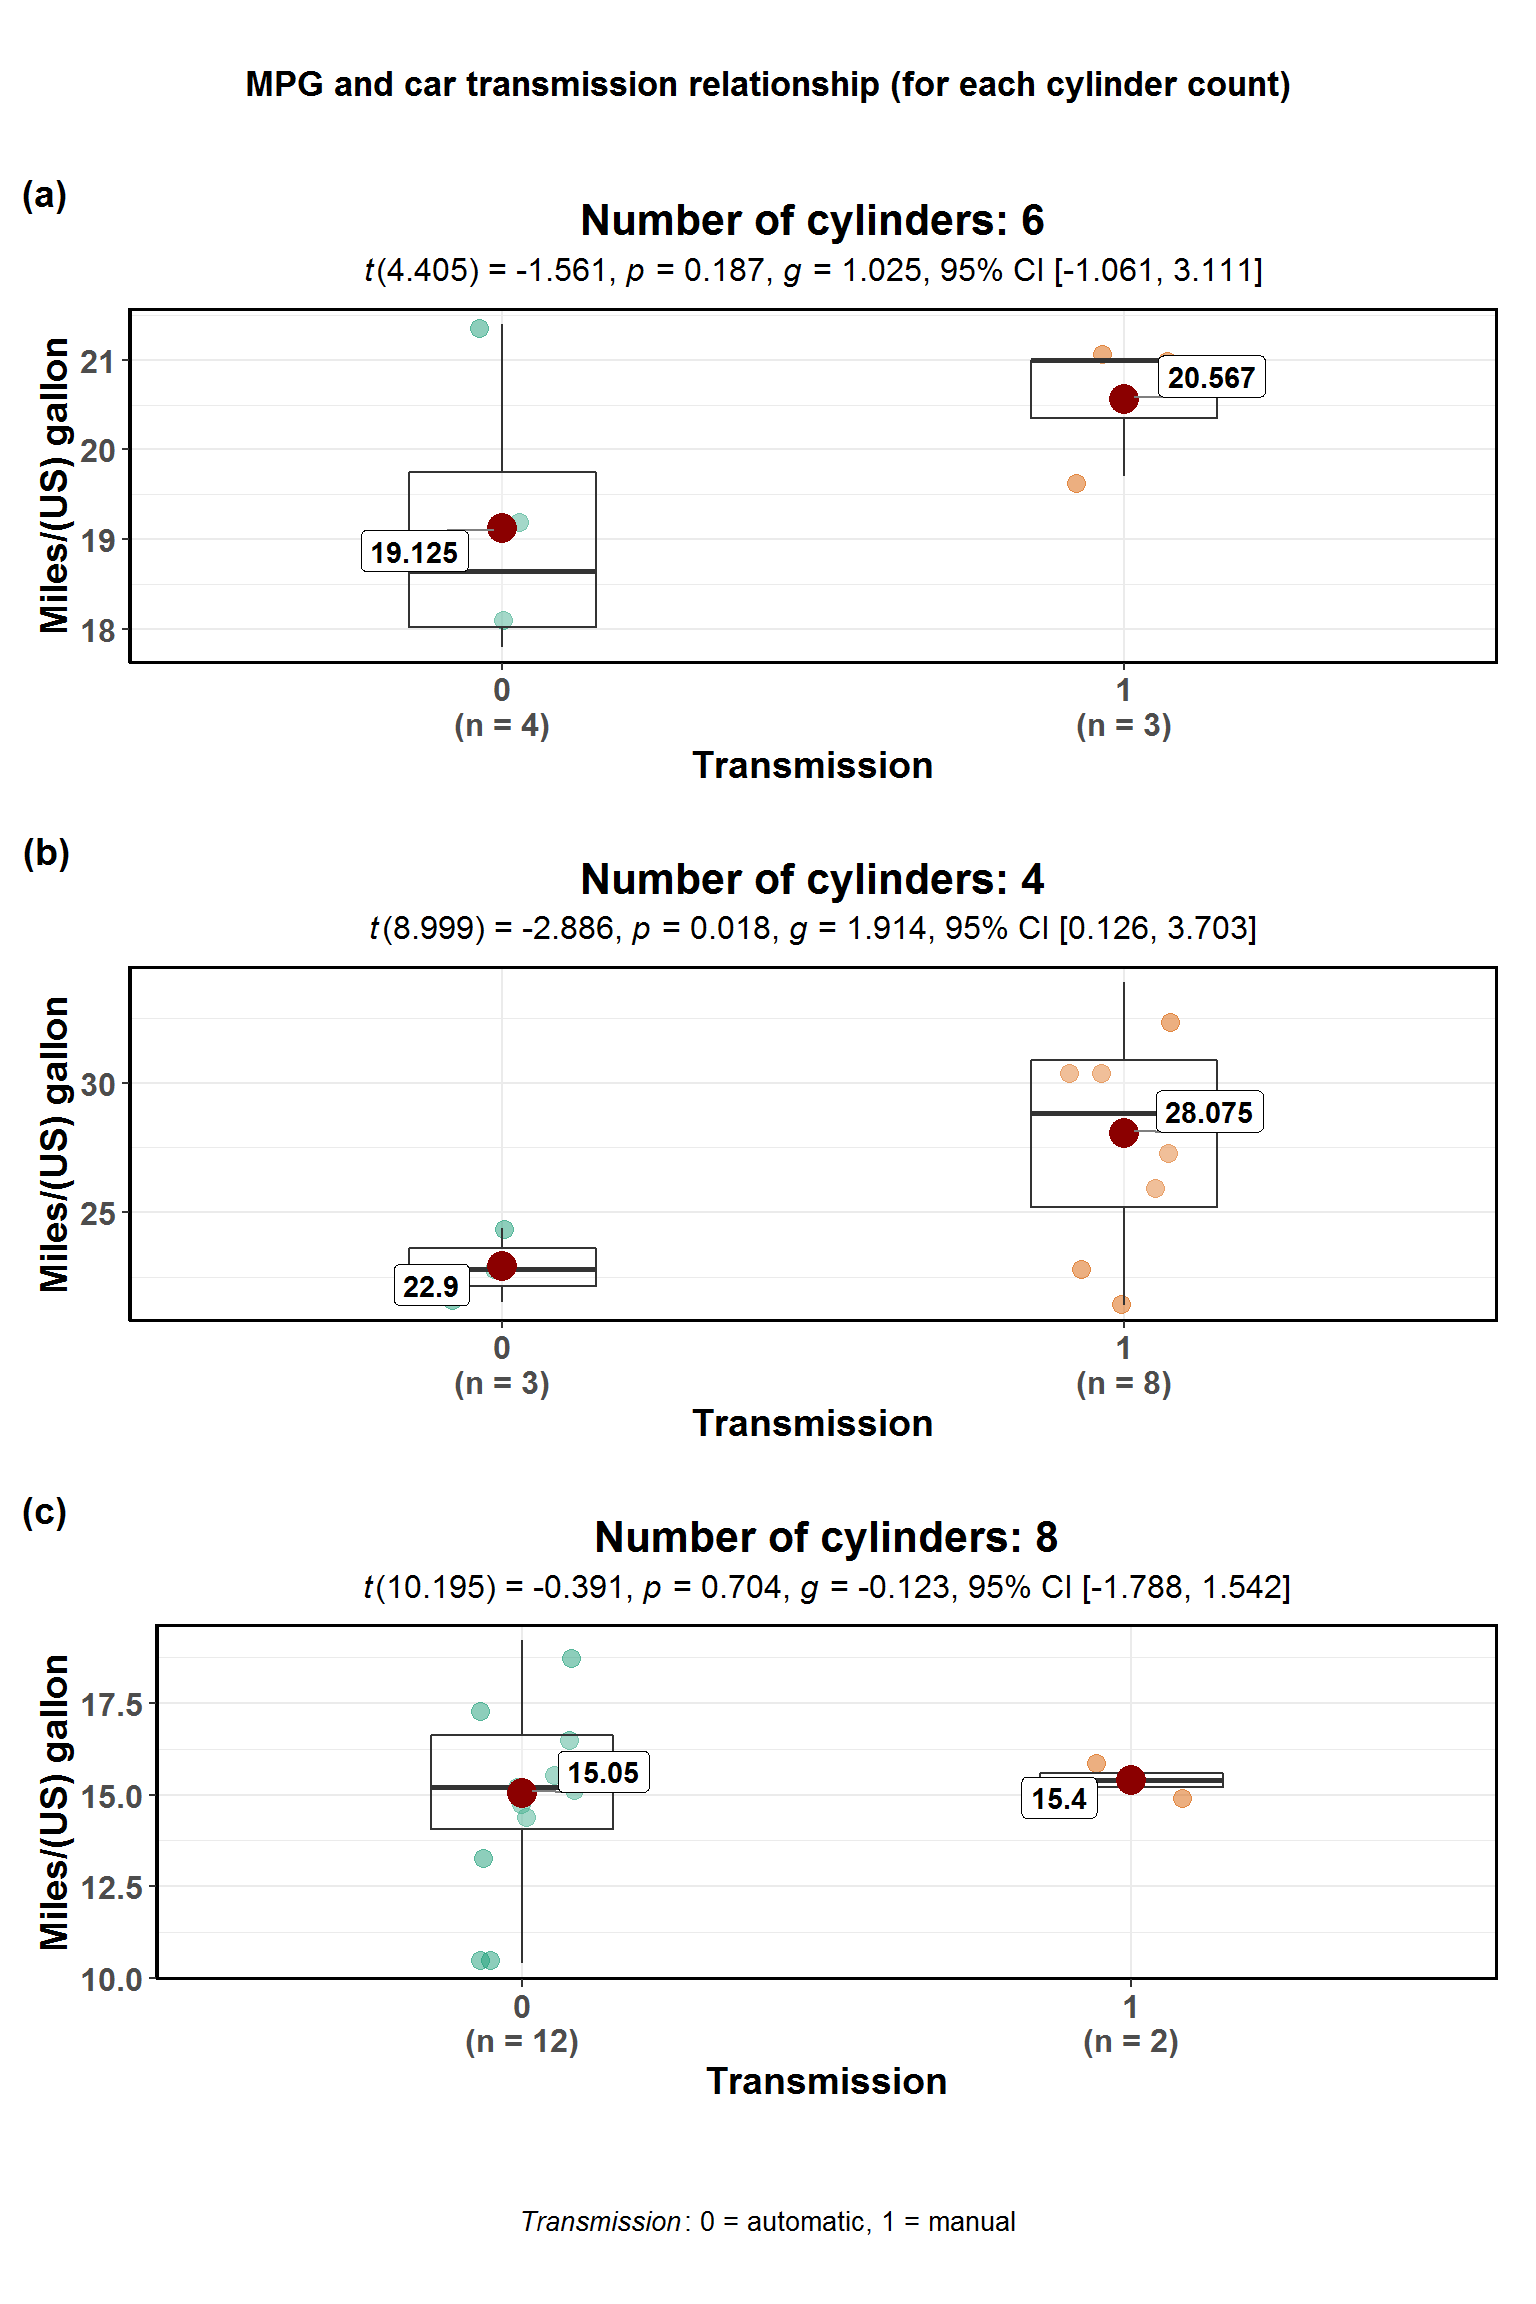 MPG and car transmission relationship (for each cylinder count)
(a)
Number of cylinders: 6
t(4.405) = -1.561, p = 0.187, g = 1.025, 95% CI [-1.061, 3.111]
Miles/(US) gallon
21
20
19
18
19.125
20.567
0
(n = 4)
1
(n = 3)
Transmission
(b)
Number of cylinders: 4
t(8.999) = -2.886, p = 0.018, g = 1.914, 95% CI [0.126, 3.703]
Miles/(US) gallon
30
25
22.9
28.075
0
(n = 3)
1
(n = 8)
Transmission
(c)
Number of cylinders: 8
t(10.195) = -0.391, p = 0.704, g = -0.123, 95% CI [-1.788, 1.542]
Miles/(US) gallon
17.5
15.0
12.5
10.0
15.05
15.4
0
(n = 12)
1
(n = 2)
Transmission
Transmission: 0 = automatic, 1 = manual